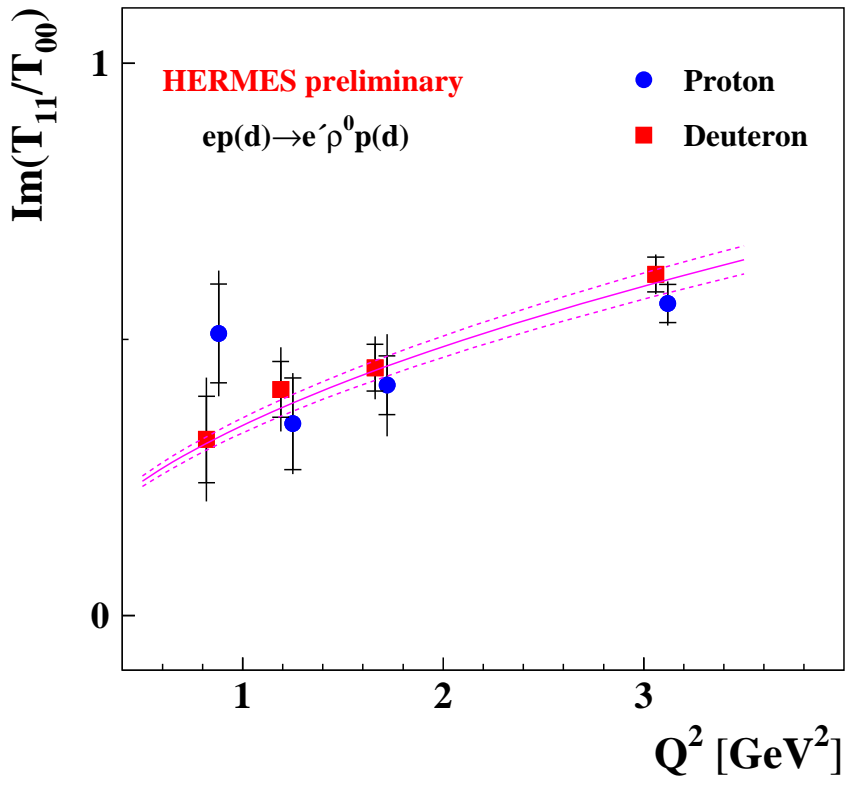 Im(T₁₁/T₀₀)
1
0
HERMES preliminary
ep(d)→e´ρ⁰p(d)
Proton
Deuteron
1 2 3
Q² [GeV²]